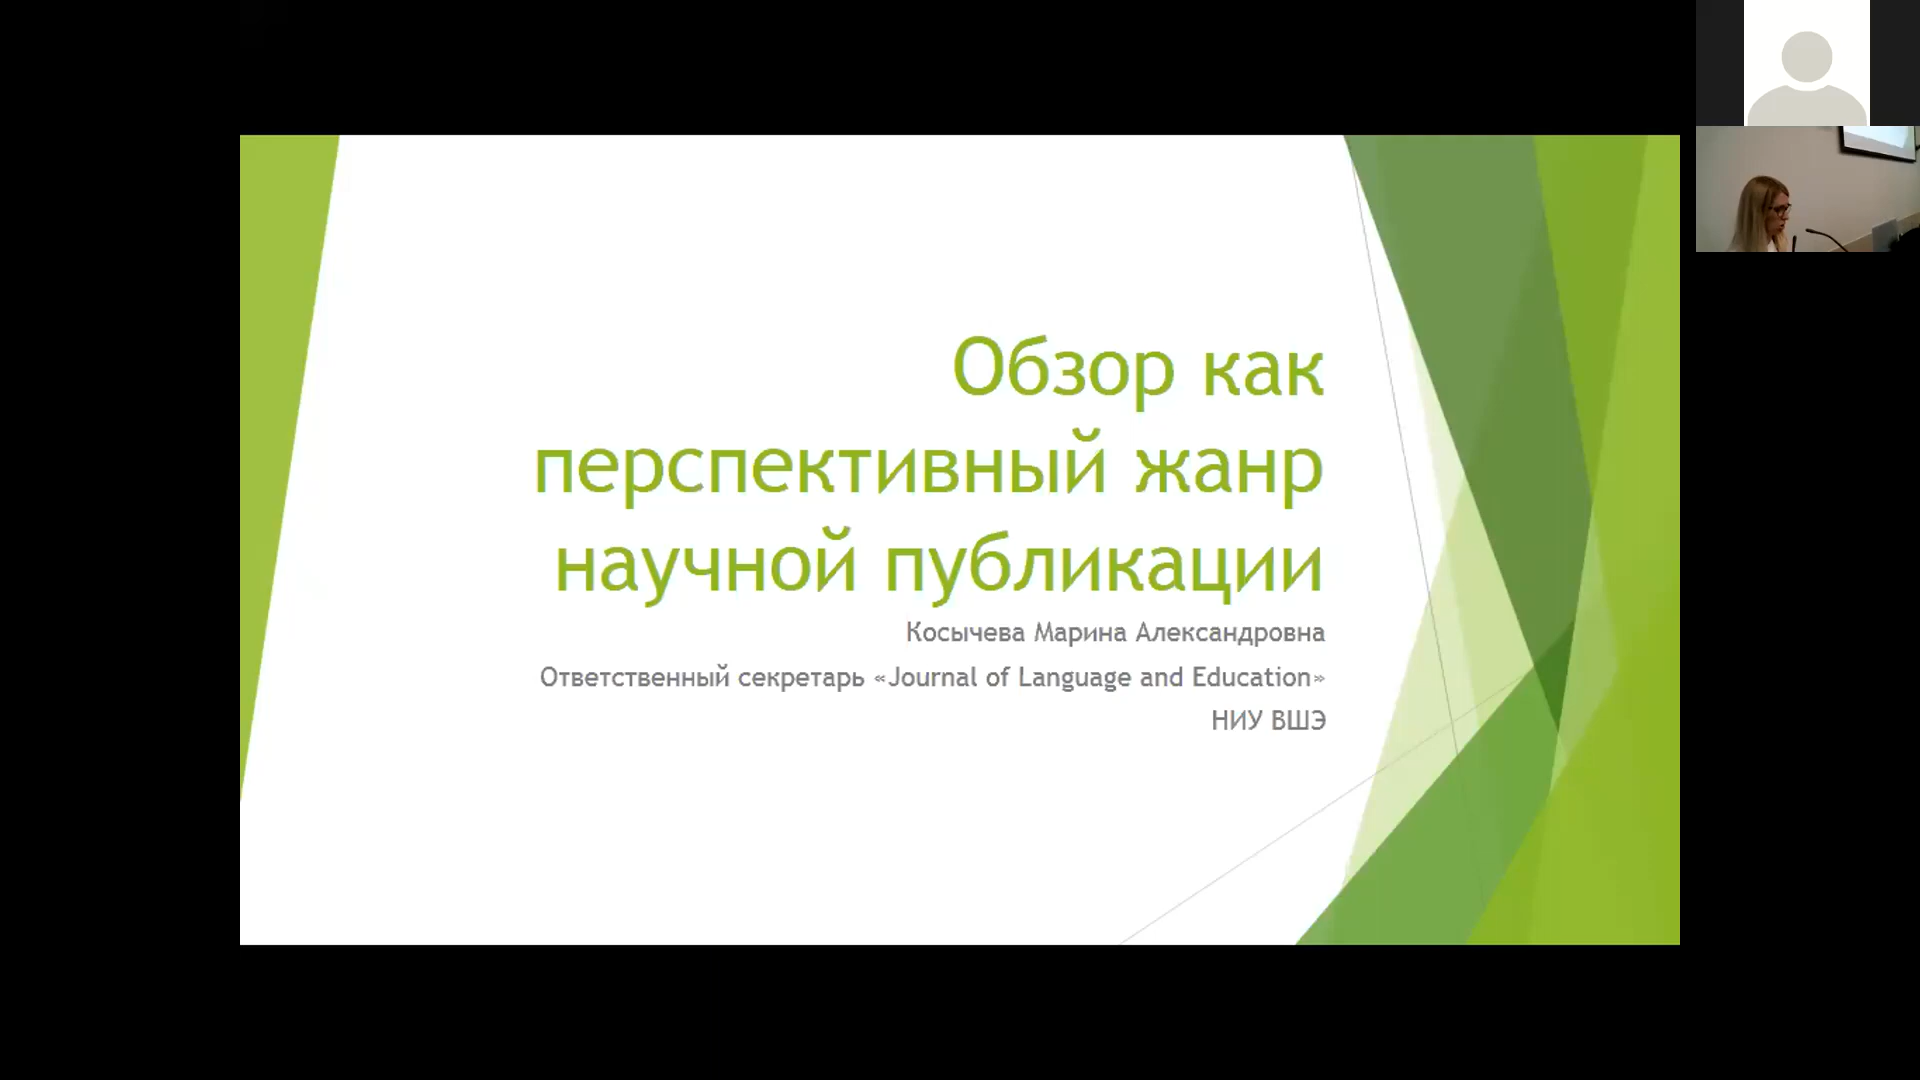 Обзор как
перспективный жанр
научной публикации
Косычева Марина Александровна
Ответственный секретарь «Journal of Language and Education»
НИУ ВШЭ